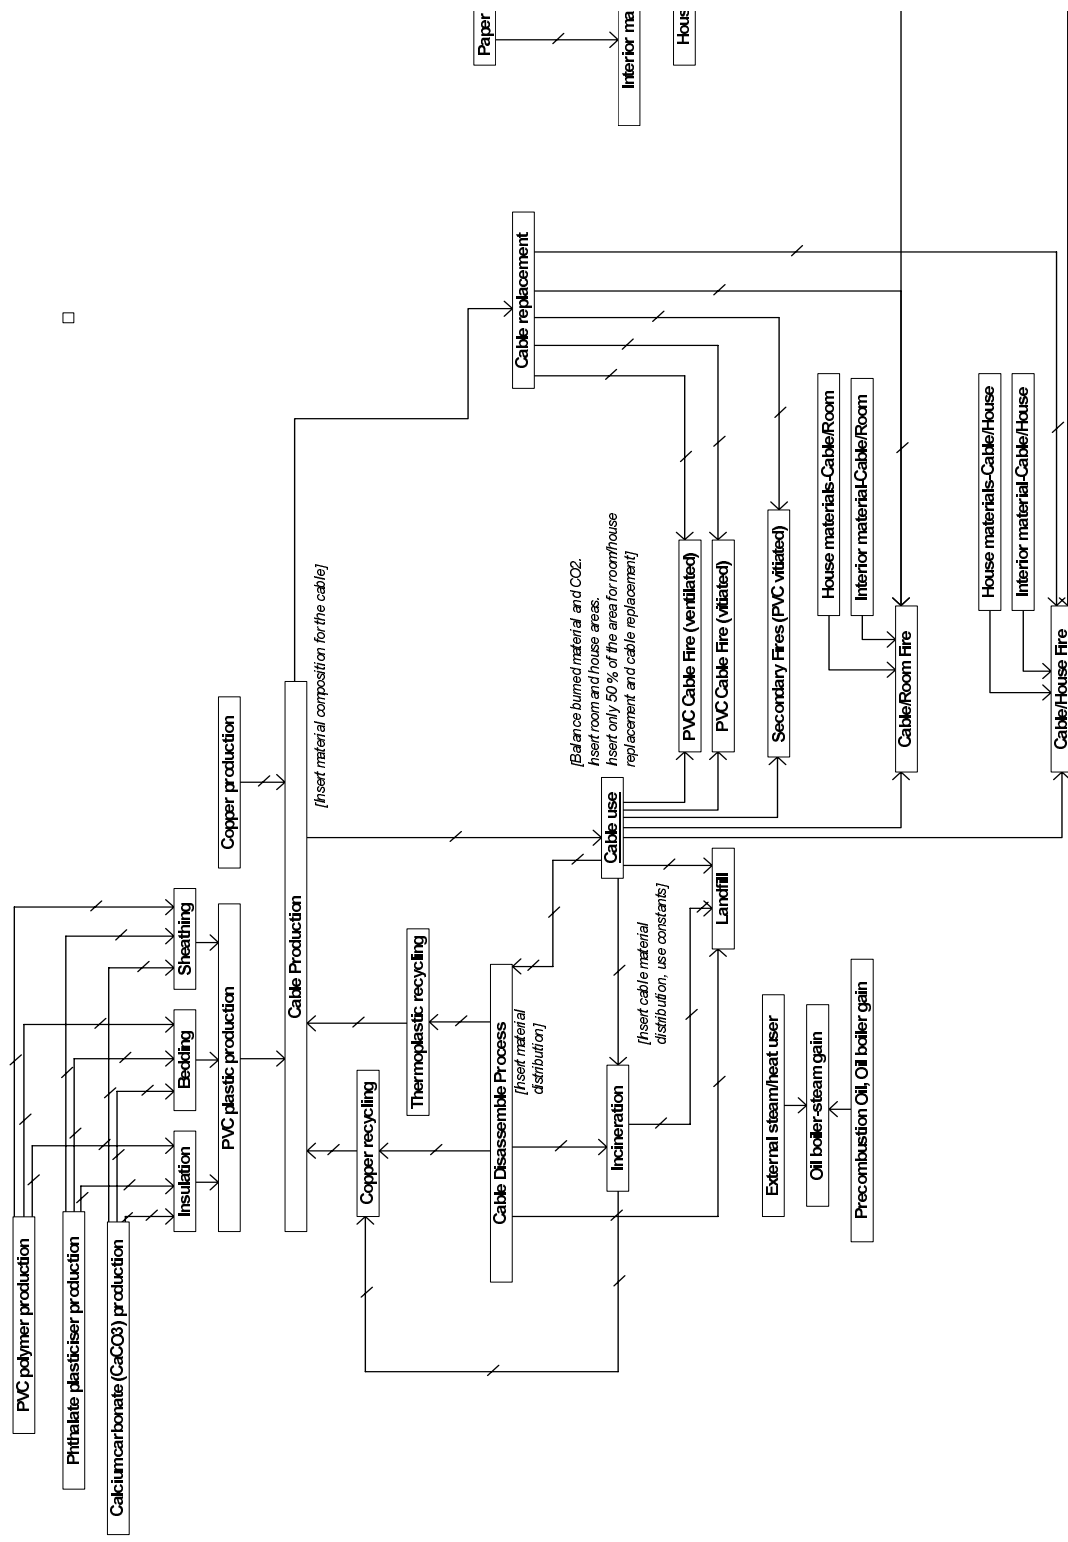 PVC polymer production
Phthalate plasticiser production
Calciumcarbonate (CaCO3) production
Insulation
Bedding
Sheathing
PVC plastic production
Copper production
Cable Production
[Insert material composition for the cable]
Copper recycling
Thermoplastic recycling
Cable Disassemble Process
[Insert material
distribution]
Cable replacement
Paper
Interior ma
Hous
[Balance burned material and CO2.
Insert room and house areas.
Insert only 50 % of the area for room/house
replacement and cable replacement]
Cable use
Incineration
[Insert cable material
distribution, use constants]
Landfill
PVC Cable Fire (ventilated)
PVC Cable Fire (vitiated)
Secondary Fires (PVC vitiated)
House materials-Cable/Room
Interior material-Cable/Room
Cable/Room Fire
House materials-Cable/House
Interior material-Cable/House
Cable/House Fire
External steam/heat user
Oil boiler-steam gain
Precombustion Oil, Oil boiler gain